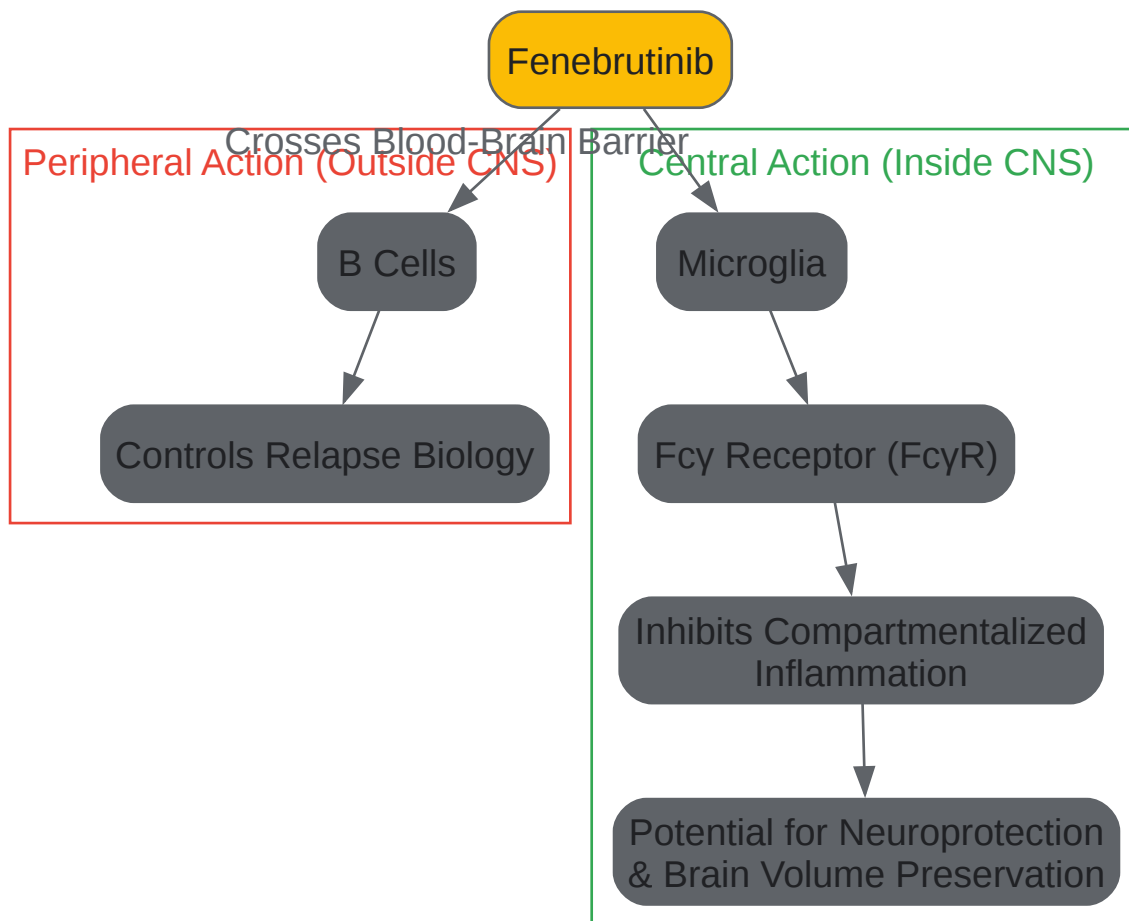 Fenebrutinib
Crosses Blood-Brain Barrier
Peripheral Action (Outside CNS)
Central Action (Inside CNS)
B Cells
Microglia
Controls Relapse Biology
Fcγ Receptor (FcγR)
Inhibits Compartmentalized
Inflammation
Potential for Neuroprotection
& Brain Volume Preservation